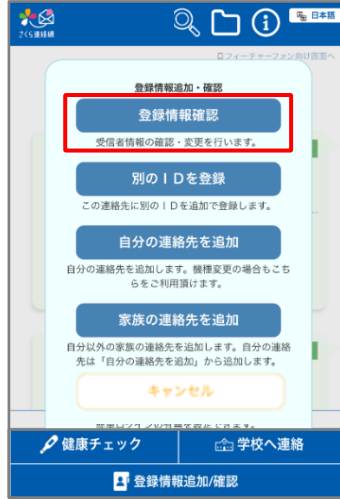 さくら連絡網
日本語
フィーチャーフォン向け画面へ
登録情報追加・確認
登録情報確認
受信者情報の確認・変更を行います。
別のIDを登録
この連絡先に別のIDを追加で登録します。
自分の連絡先を追加
自分の連絡先を追加します。機種変更の場合もこち
らをご利用頂けます。
家族の連絡先を追加
自分以外の家族の連絡先を追加します。自分の連絡
先は「自分の連絡先を追加」から追加します。
キャンセル
健康チェック
学校へ連絡
登録情報追加/確認